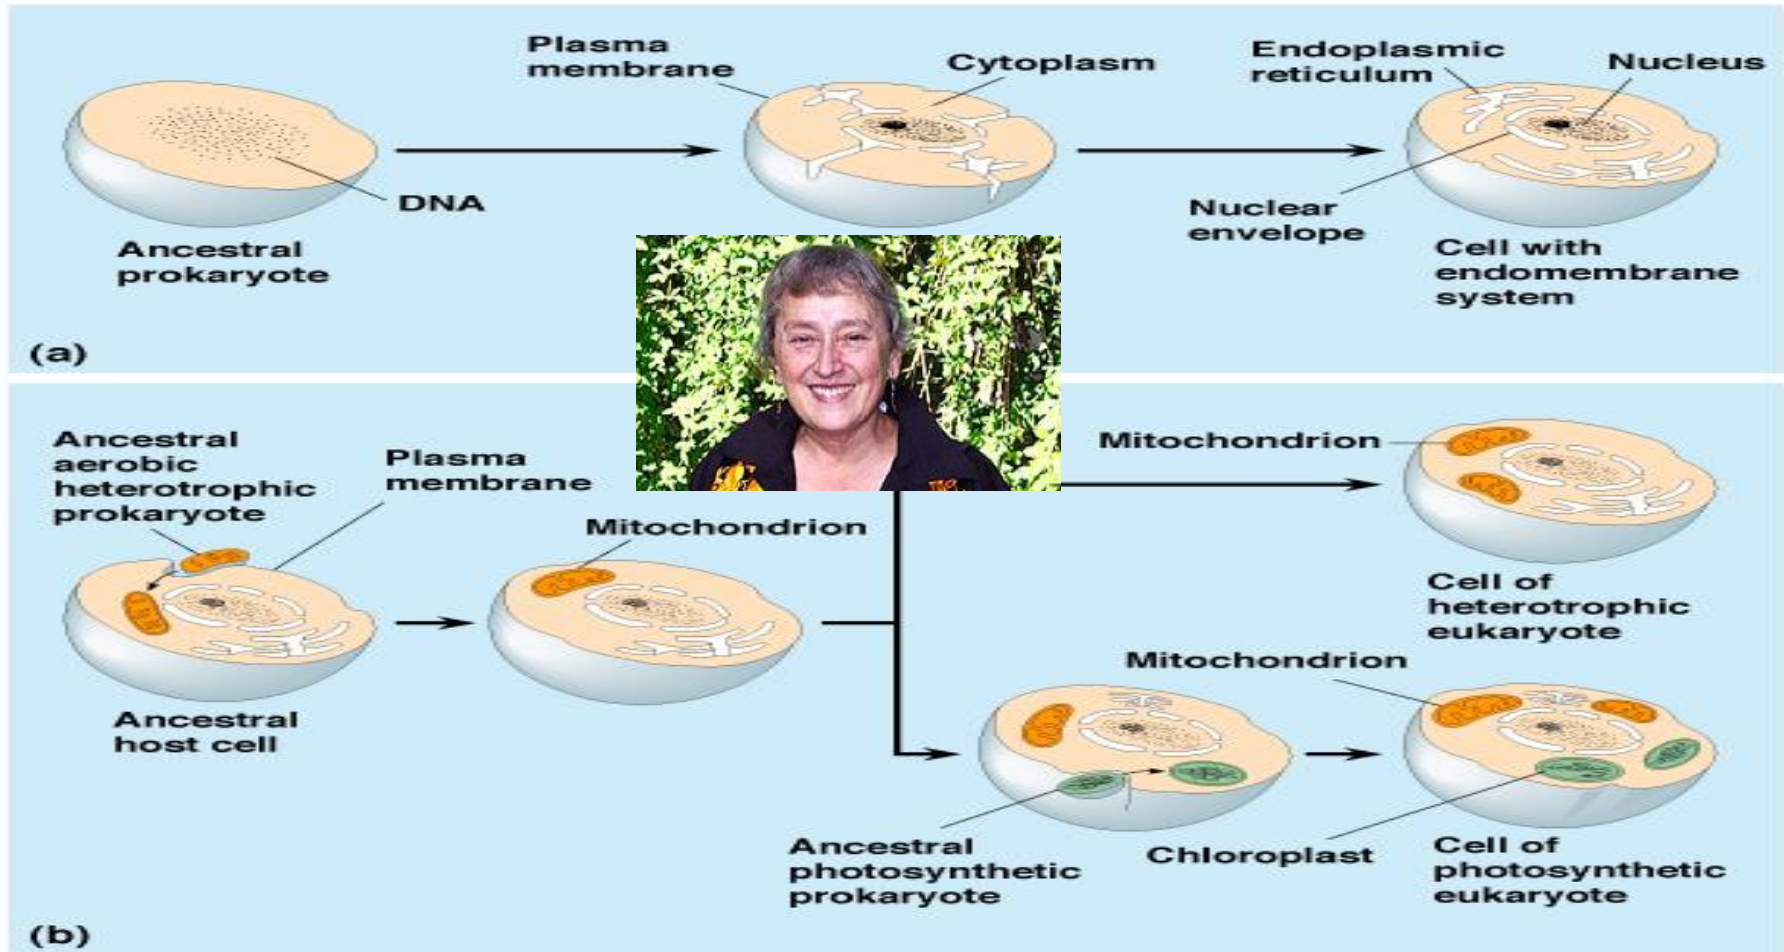 Plasma
membrane
Cytoplasm
Endoplasmic
reticulum
Nucleus
DNA
Ancestral
prokaryote
Nuclear
envelope
Cell with
endomembrane
system
(a)
Ancestral
aerobic
heterotrophic
prokaryote
Plasma
membrane
Mitochondrion
Mitochondrion
Cell of
heterotrophic
eukaryote
Ancestral
host cell
Mitochondrion
Ancestral
photosynthetic
prokaryote
Chloroplast
Cell of
photosynthetic
eukaryote
(b)